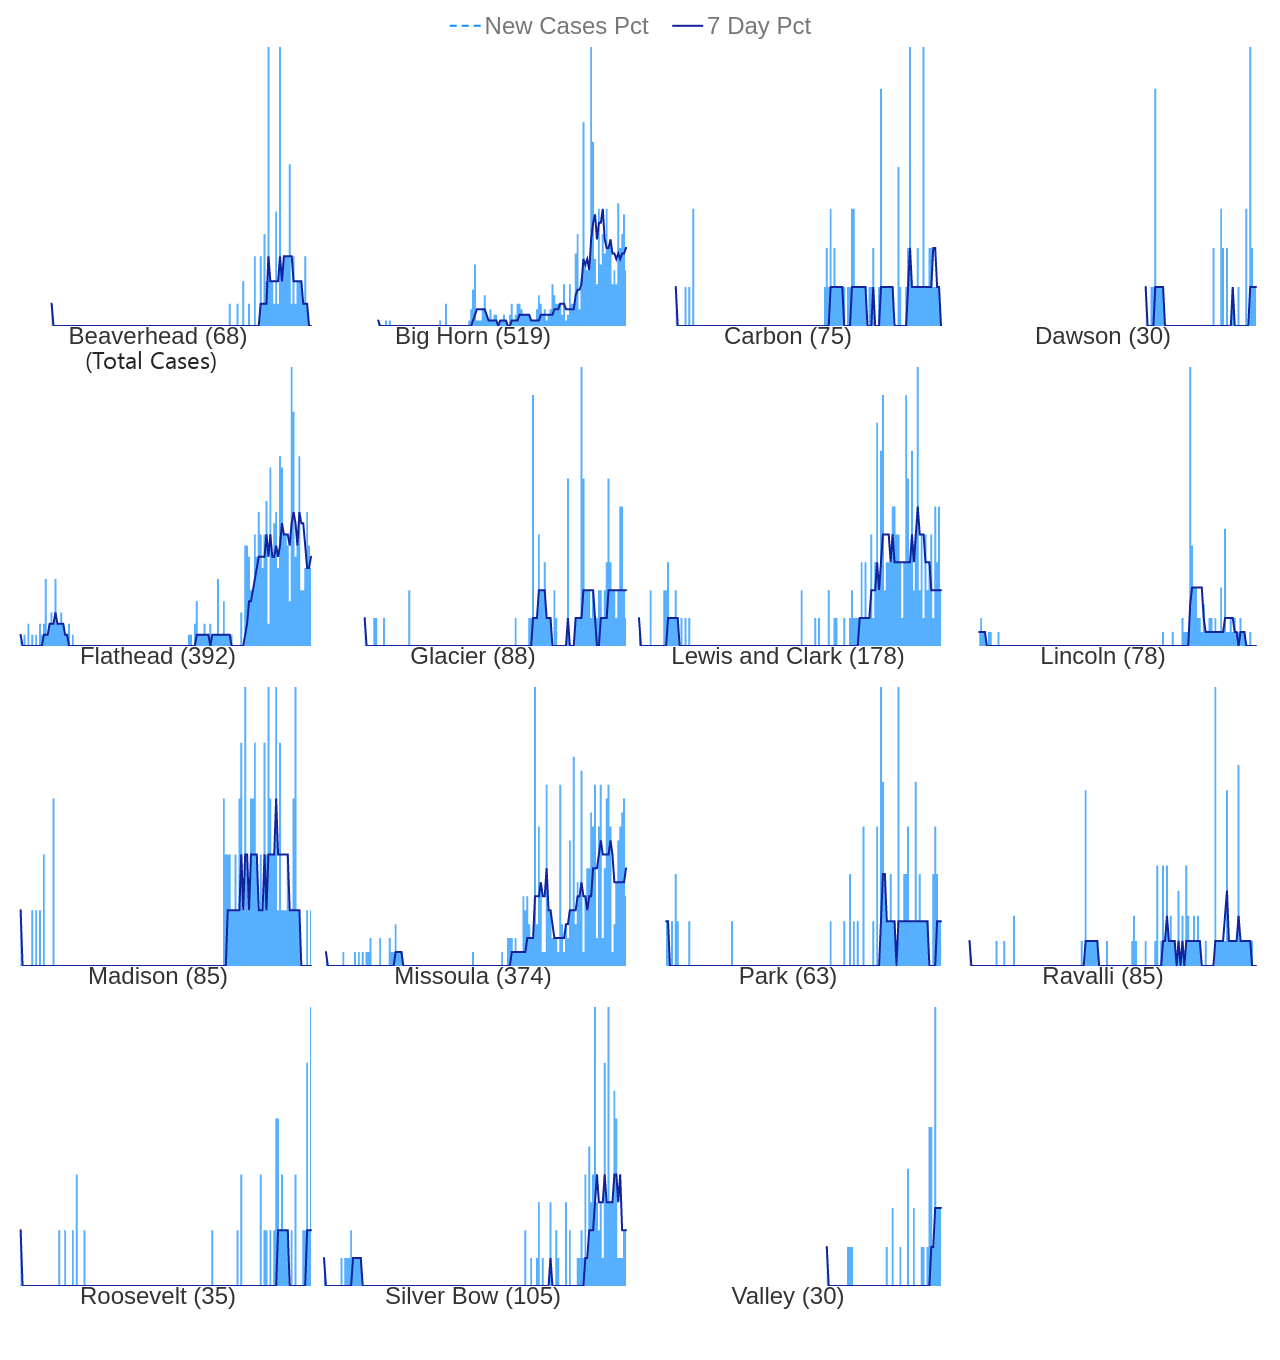 New Cases Pct 7 Day Pct
Beaverhead (68) Big Horn (519) Carbon (75) Dawson (30)
(Total Cases)
Flathead (392) Glacier (88) Lewis and Clark (178) Lincoln (78)
Madison (85) Missoula (374) Park (63) Ravalli (85)
Roosevelt (35) Silver Bow (105) Valley (30)